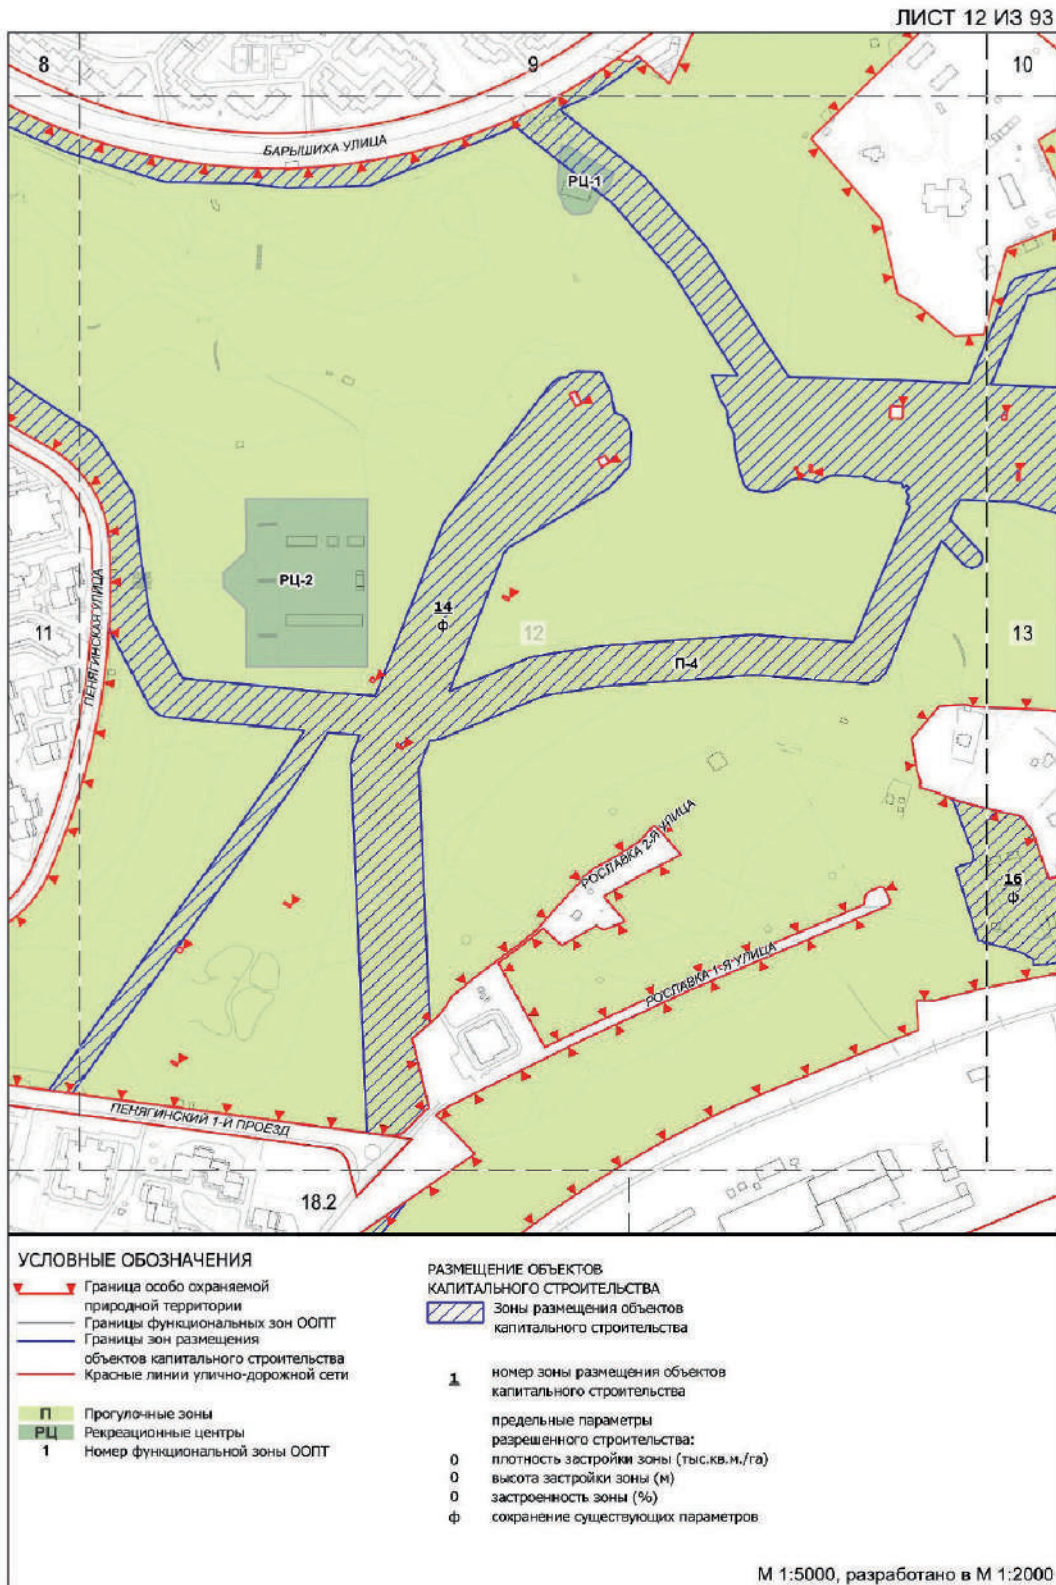 ЛИСТ 12 ИЗ 93
8
9
10
БАРЫШИХА УЛИЦА
РЦ-1
РЦ-2
14
ф
12
11
ПЕНЯГИНСКАЯ УЛИЦА
13
П-4
РОСЛАВКА 2-Я УЛИЦА
16
ф
РОСЛАВКА 1-Я УЛИЦА
ПЕНЯГИНСКИЙ 1-Й ПРОЕЗД
18.2
УСЛОВНЫЕ ОБОЗНАЧЕНИЯ
Граница особо охраняемой
природной территории
Границы функциональных зон ООПТ
Границы зон размещения
объектов капитального строительства
Красные линии улично-дорожной сети
П Прогулочные зоны
РЦ Рекреационные центры
1 Номер функциональной зоны ООПТ
РАЗМЕЩЕНИЕ ОБЪЕКТОВ
КАПИТАЛЬНОГО СТРОИТЕЛЬСТВА
Зоны размещения объектов
капитального строительства
1 номер зоны размещения объектов
капитального строительства
предельные параметры
разрешенного строительства:
0 плотность застройки зоны (тыс.кв.м./га)
0 высота застройки зоны (м)
0 застроенность зоны (%)
ф сохранение существующих параметров
М 1:5000, разработано в М 1:2000